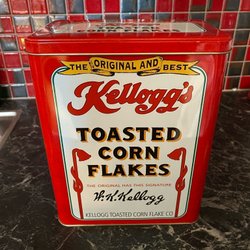 THE ORIGINAL AND BEST
Kellogg's
TOASTED
CORN
FLAKES
THE ORIGINAL HAS THIS SIGNATURE
W.K.Kellogg
KELLOGG TOASTED CORN FLAKE CO